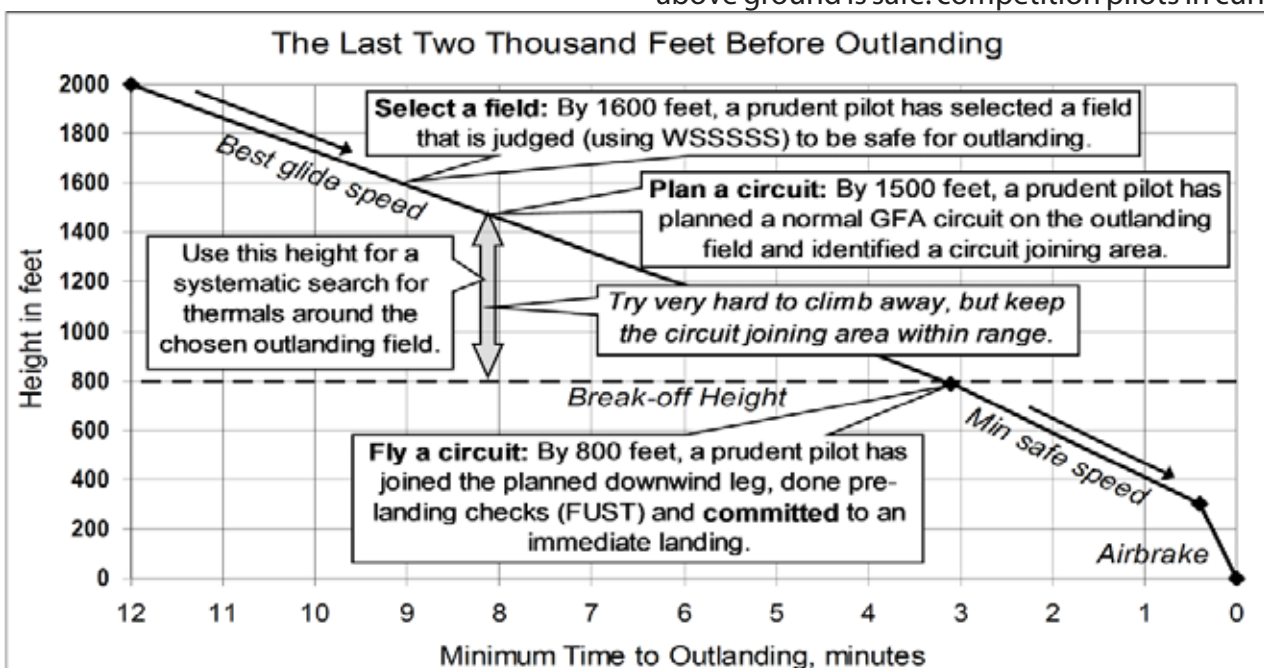 above ground is safe: competition pilots in
The Last Two Thousand Feet Before Outlanding
2000
1800
1600
1400
1200
1000
800
600
400
200
0
Height in feet
Best glide speed
Select a field: By 1600 feet, a prudent pilot has selected a field
that is judged (using WSSSSS) to be safe for outlanding.
Plan a circuit: By 1500 feet, a prudent pilot has
planned a normal GFA circuit on the outlanding
field and identified a circuit joining area.
Use this height for a
systematic search for
thermals around the
chosen outlanding field.
Try very hard to climb away, but keep
the circuit joining area within range.
Break-off Height
Fly a circuit: By 800 feet, a prudent pilot has
joined the planned downwind leg, done pre-
landing checks (FUST) and committed to an
immediate landing.
Min safe speed
Airbrake
12 11 10 9 8 7 6 5 4 3 2 1 0
Minimum Time to Outlanding, minutes